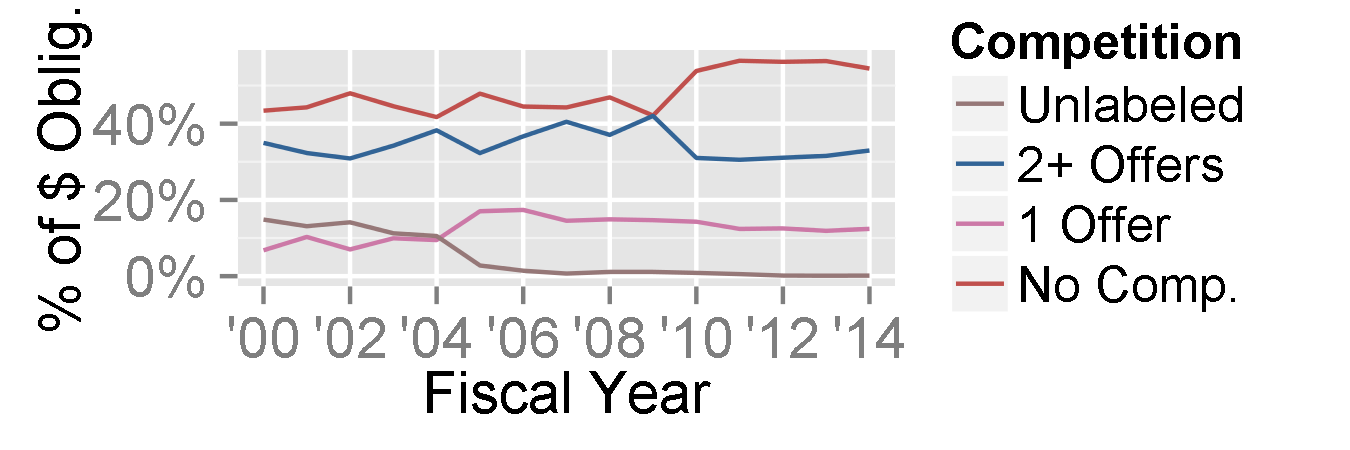 % of $ Oblig.
40%
20%
0%
'00 '02 '04 '06 '08 '10 '12 '14
Fiscal Year
Competition
Unlabeled
2+ Offers
1 Offer
No Comp.